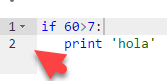 1 if 60>7:
2 print 'hola'